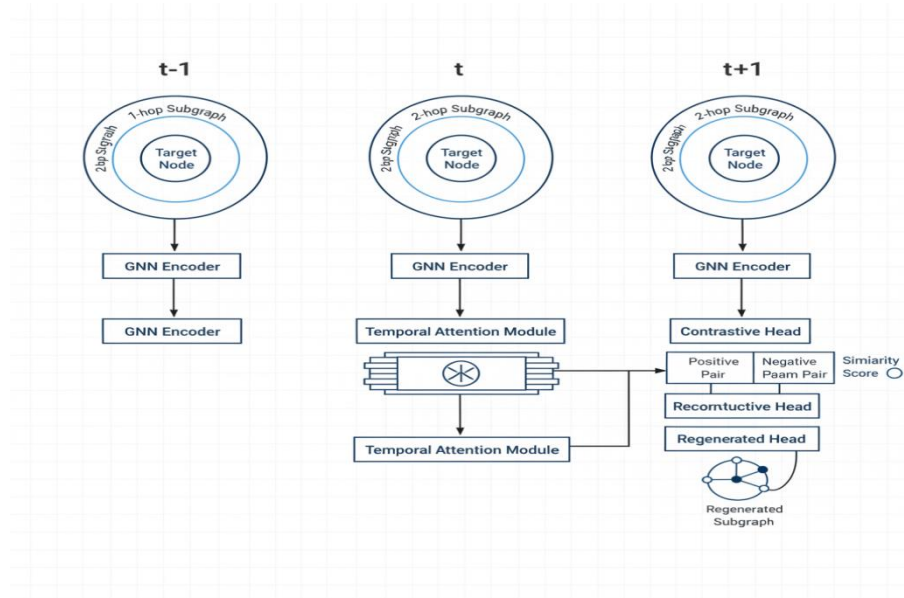 t-1
t
t+1
1-hop Subgraph
2-hop Subgraph
2-hop Subgraph
Target
Node
Target
Node
Target
Node
GNN Encoder
GNN Encoder
GNN Encoder
GNN Encoder
Temporal Attention Module
Contrastive Head
Positive
Pair
Negative
Paam Pair
Simiarity
Score
Recorntuctive Head
Temporal Attention Module
Regenerated Head
Regenerated
Subgraph